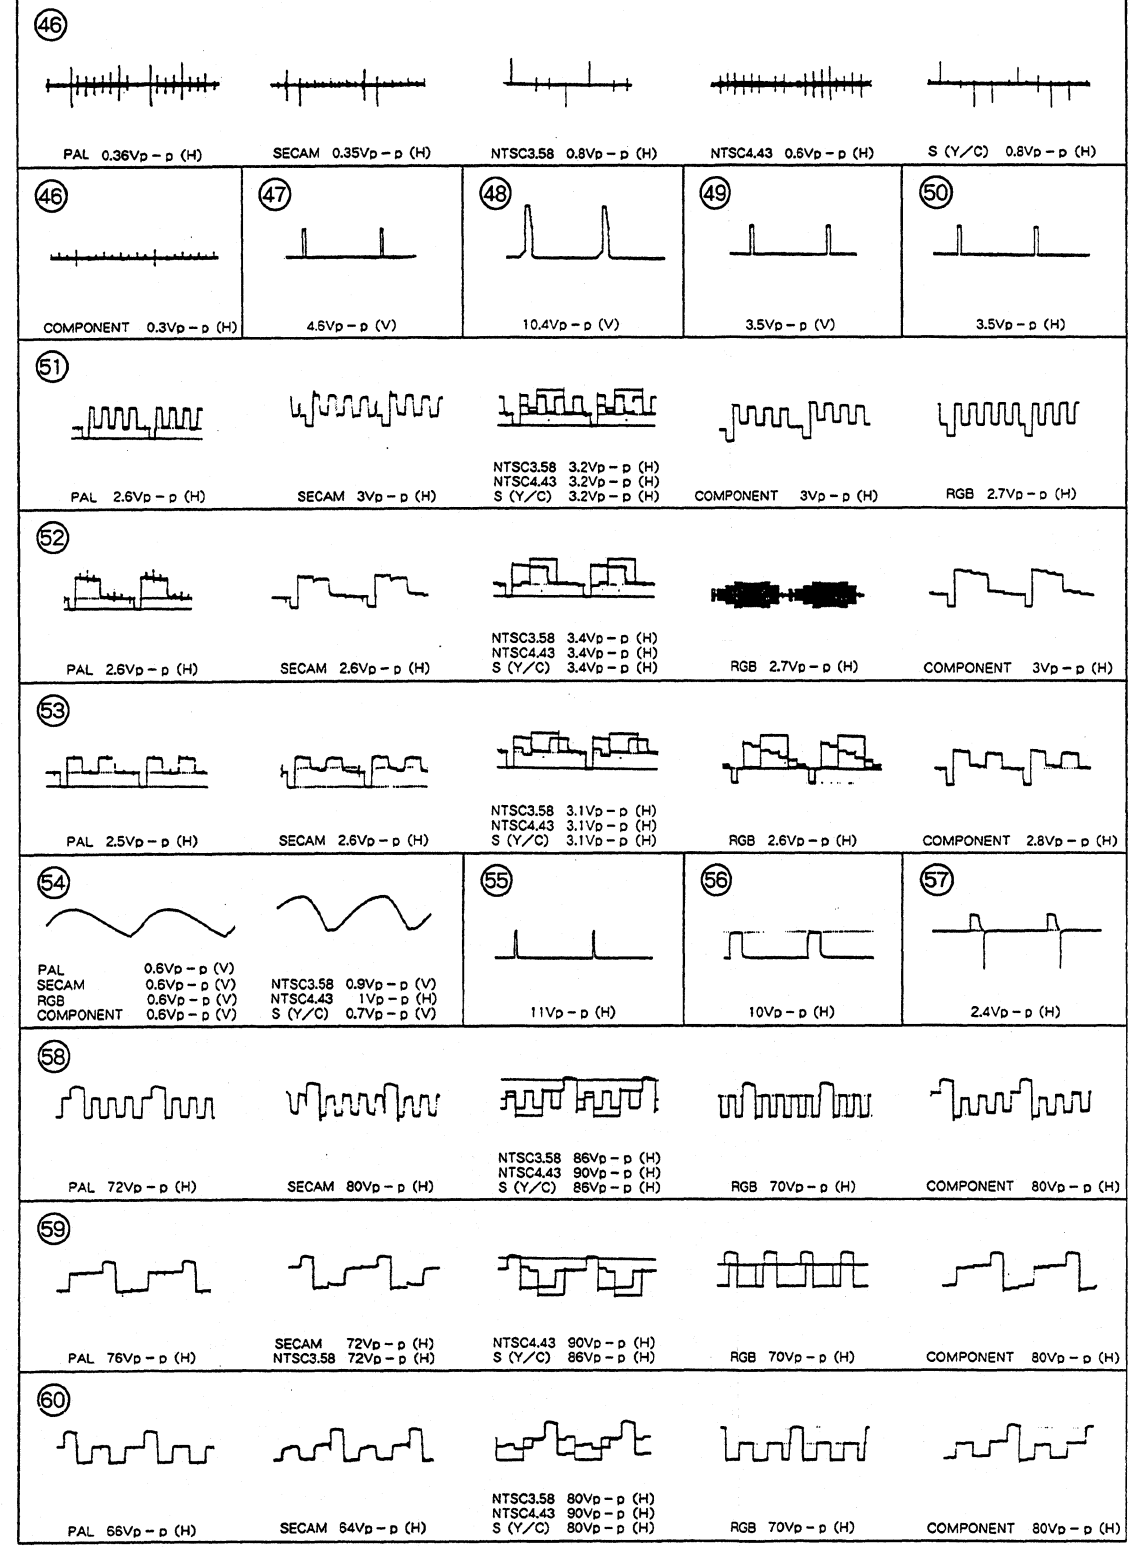 46
PAL 0.36Vp-p (H)
SECAM 0.35Vp-p (H)
NTSC3.58 0.8Vp-p (H)
NTSC4.43 0.6Vp-p (H)
S (Y/C) 0.8Vp-p (H)
46
COMPONENT 0.3Vp-p (H)
47
4.6Vp-p (V)
48
10.4Vp-p (V)
49
3.5Vp-p (V)
50
3.5Vp-p (H)
51
PAL 2.6Vp-p (H)
SECAM 3Vp-p (H)
NTSC3.58 3.2Vp-p (H)
NTSC4.43 3.2Vp-p (H)
S (Y/C) 3.2Vp-p (H)
COMPONENT 3Vp-p (H)
RGB 2.7Vp-p (H)
52
PAL 2.6Vp-p (H)
SECAM 2.6Vp-p (H)
NTSC3.58 3.4Vp-p (H)
NTSC4.43 3.4Vp-p (H)
S (Y/C) 3.4Vp-p (H)
RGB 2.7Vp-p (H)
COMPONENT 3Vp-p (H)
53
PAL 2.5Vp-p (H)
SECAM 2.6Vp-p (H)
NTSC3.58 3.1Vp-p (H)
NTSC4.43 3.1Vp-p (H)
S (Y/C) 3.1Vp-p (H)
RGB 2.6Vp-p (H)
COMPONENT 2.8Vp-p (H)
54
PAL 0.6Vp-p (V)
SECAM 0.6Vp-p (V)
RGB 0.6Vp-p (V)
COMPONENT 0.6Vp-p (V)
NTSC3.58 0.9Vp-p (V)
NTSC4.43 1Vp-p (H)
S (Y/C) 0.7Vp-p (V)
55
11Vp-p (H)
56
10Vp-p (H)
57
2.4Vp-p (H)
58
PAL 72Vp-p (H)
SECAM 80Vp-p (H)
NTSC3.58 86Vp-p (H)
NTSC4.43 90Vp-p (H)
S (Y/C) 86Vp-p (H)
RGB 70Vp-p (H)
COMPONENT 80Vp-p (H)
59
PAL 76Vp-p (H)
SECAM 72Vp-p (H)
NTSC3.58 72Vp-p (H)
NTSC4.43 90Vp-p (H)
S (Y/C) 86Vp-p (H)
RGB 70Vp-p (H)
COMPONENT 80Vp-p (H)
60
PAL 66Vp-p (H)
SECAM 64Vp-p (H)
NTSC3.58 80Vp-p (H)
NTSC4.43 90Vp-p (H)
S (Y/C) 80Vp-p (H)
RGB 70Vp-p (H)
COMPONENT 80Vp-p (H)